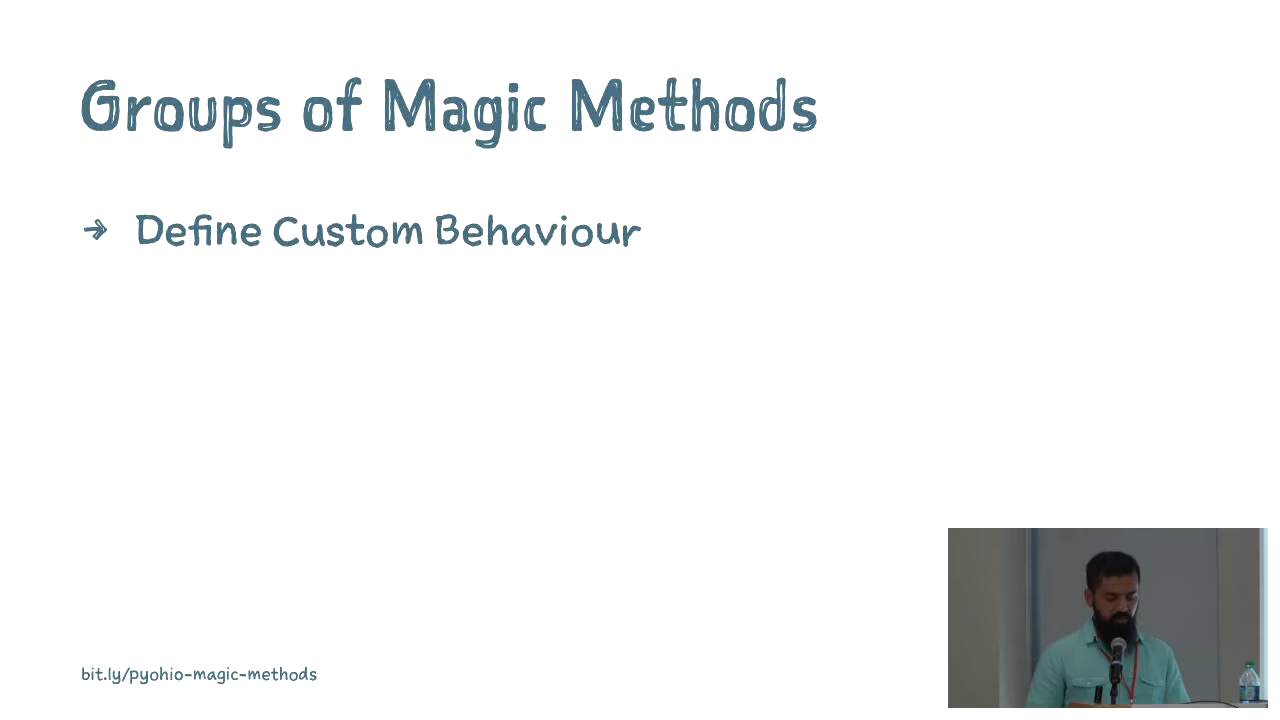 Groups of Magic Methods
→ Define Custom Behaviour
bit.ly/pyohio-magic-methods